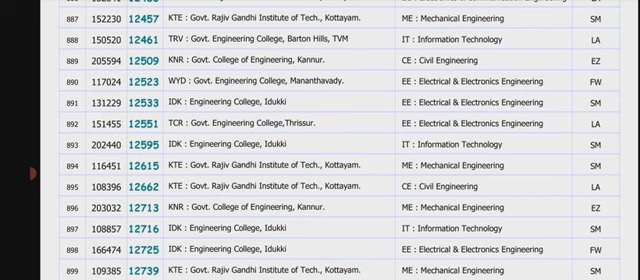 887 152230 12457 KTE : Govt. Rajiv Gandhi Institute of Tech., Kottayam. ME : Mechanical Engineering SM
888 150520 12461 TRV : Govt. Engineering College, Barton Hills, TVM IT : Information Technology LA
889 205594 12509 KNR : Govt. College of Engineering, Kannur. CE : Civil Engineering EZ
890 117024 12523 WYD : Govt. Engineering College, Mananthavady. EE : Electrical & Electronics Engineering FW
891 131229 12533 IDK : Engineering College, Idukki EE : Electrical & Electronics Engineering SM
892 151455 12551 TCR : Govt. Engineering College,Thrissur. EE : Electrical & Electronics Engineering LA
893 202440 12595 IDK : Engineering College, Idukki IT : Information Technology SM
894 116451 12615 KTE : Govt. Rajiv Gandhi Institute of Tech., Kottayam. ME : Mechanical Engineering SM
895 108396 12662 KTE : Govt. Rajiv Gandhi Institute of Tech., Kottayam. CE : Civil Engineering LA
896 203032 12713 KNR : Govt. College of Engineering, Kannur. ME : Mechanical Engineering EZ
897 108857 12716 IDK : Engineering College, Idukki IT : Information Technology SM
898 166474 12725 IDK : Engineering College, Idukki EE : Electrical & Electronics Engineering FW
899 109385 12739 KTE : Govt. Rajiv Gandhi Institute of Tech., Kottayam. ME : Mechanical Engineering SM